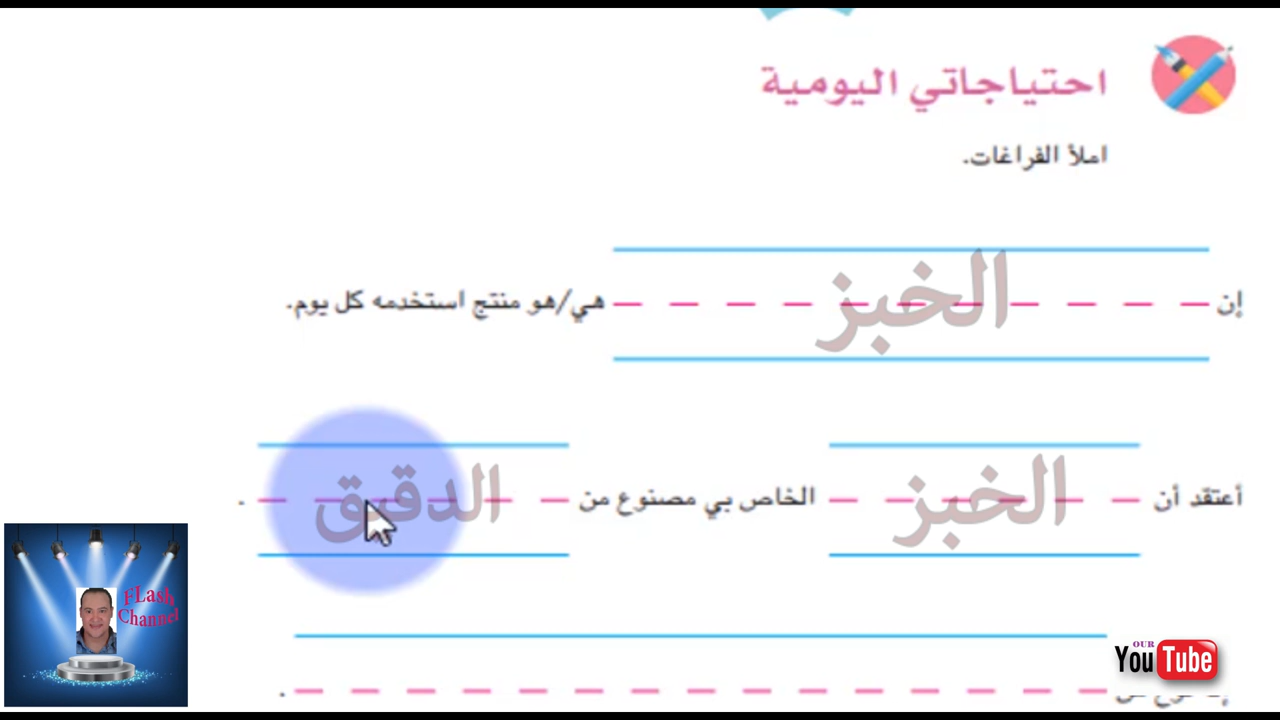 احتياجاتي اليومية
املأ الفراغات.
إن الخبز هي/هو منتج استخدمه كل يوم.
أعتقد أن الخبز الخاص بي مصنوع من الدقيق .
FLash
Channel
OUR
YouTube